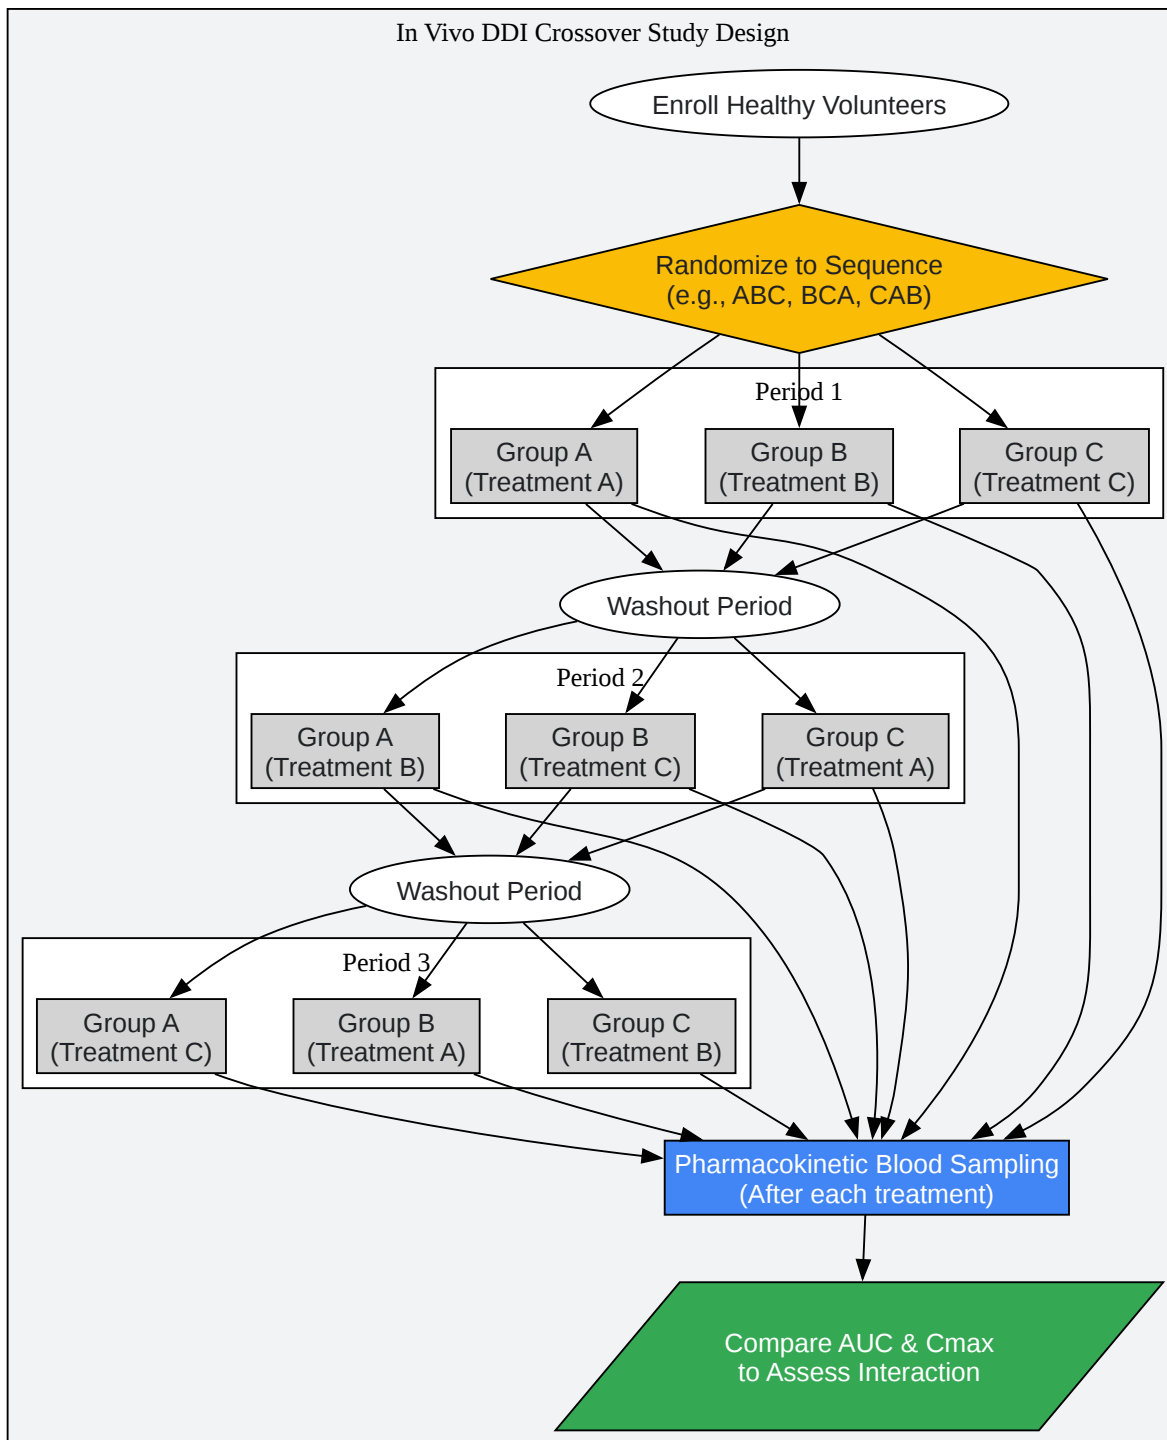 In Vivo DDI Crossover Study Design
Enroll Healthy Volunteers
Randomize to Sequence
(e.g., ABC, BCA, CAB)
Period 1
Group A
(Treatment A)
Group B
(Treatment B)
Group C
(Treatment C)
Washout Period
Period 2
Group A
(Treatment B)
Group B
(Treatment C)
Group C
(Treatment A)
Washout Period
Period 3
Group A
(Treatment C)
Group B
(Treatment A)
Group C
(Treatment B)
Pharmacokinetic Blood Sampling
(After each treatment)
Compare AUC & Cmax
to Assess Interaction